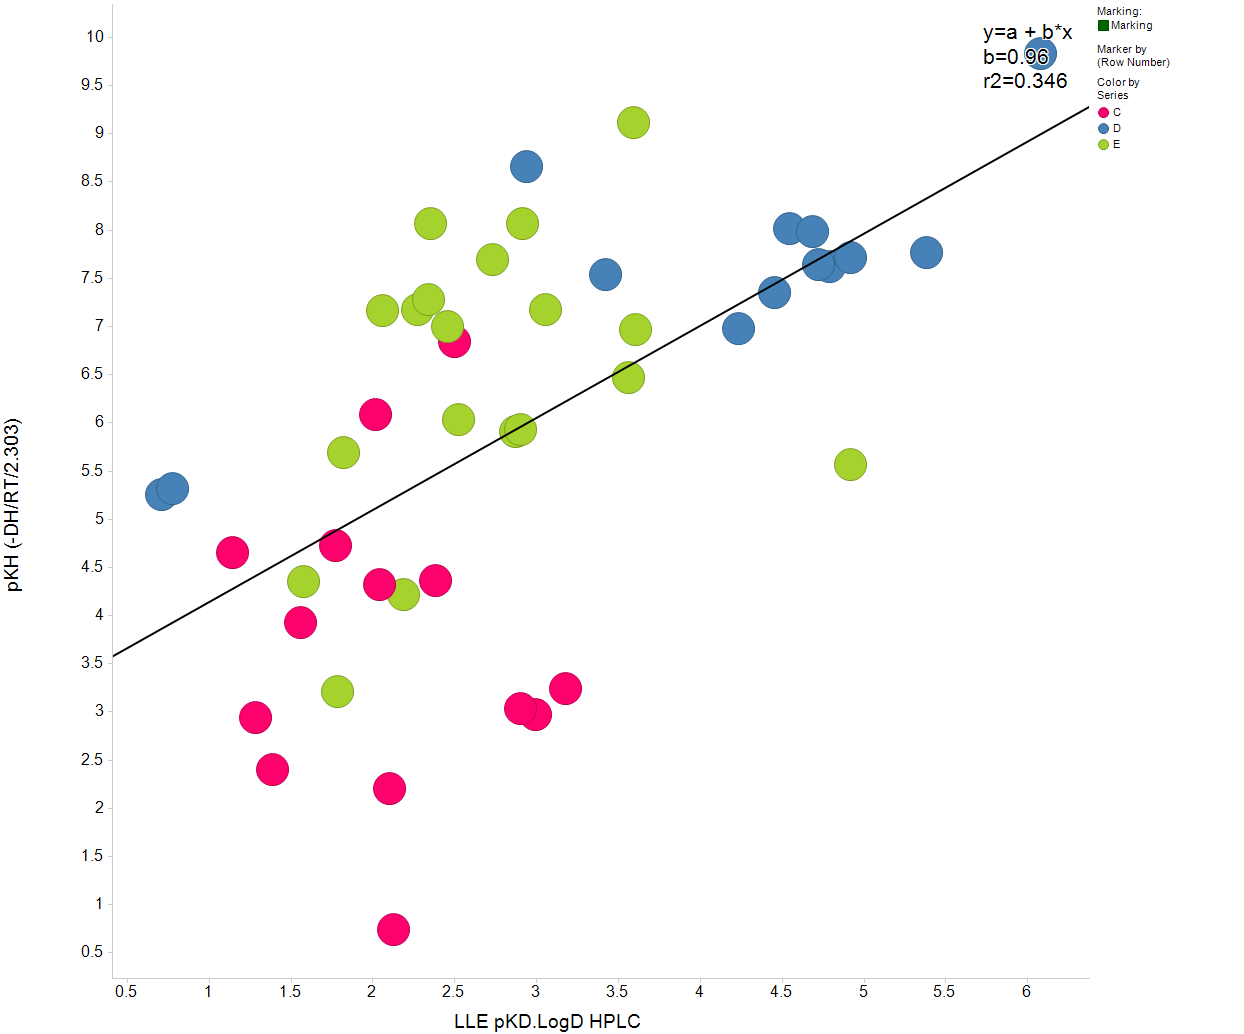 y=a + b*x
b=0.96
r2=0.346
Marking:
Marking
Marker by
(Row Number)
Color by
Series
C
D
E
pKH (-DH/RT/2.303)
10
9.5
9
8.5
8
7.5
7
6.5
6
5.5
5
4.5
4
3.5
3
2.5
2
1.5
1
0.5
0.5 1 1.5 2 2.5 3 3.5 4 4.5 5 5.5 6
LLE pKD.LogD HPLC